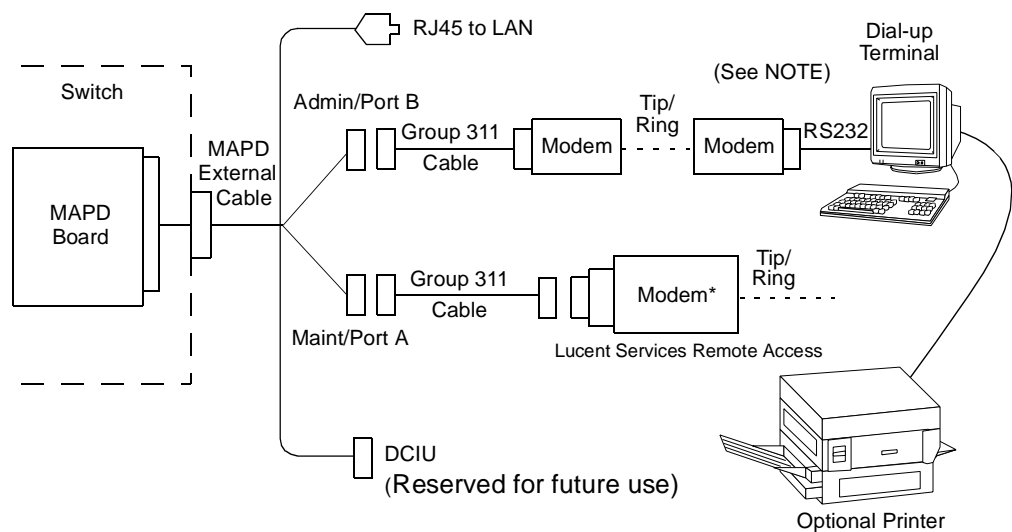 RJ45 to LAN
Dial-up
Terminal
(See NOTE)
Switch
Admin/Port B
Tip/
Ring
Group 311
Cable
Modem
Modem
RS232
MAPD
External
Cable
MAPD
Board
Group 311
Cable
Modem*
Tip/
Ring
Maint/Port A
Lucent Services Remote Access
DCIU
(Reserved for future use)
Optional Printer